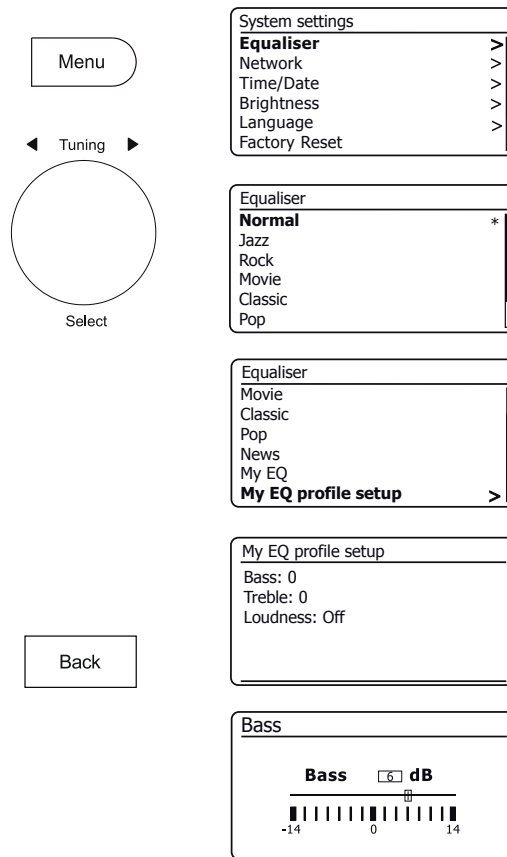 Menu
◀ Tuning ▶
Select
Back
System settings
Equaliser >
Network >
Time/Date >
Brightness >
Language >
Factory Reset
Equaliser
Normal *
Jazz
Rock
Movie
Classic
Pop
Equaliser
Movie
Classic
Pop
News
My EQ
My EQ profile setup >
My EQ profile setup
Bass: 0
Treble: 0
Loudness: Off
Bass
Bass 6 dB
-14 0 14